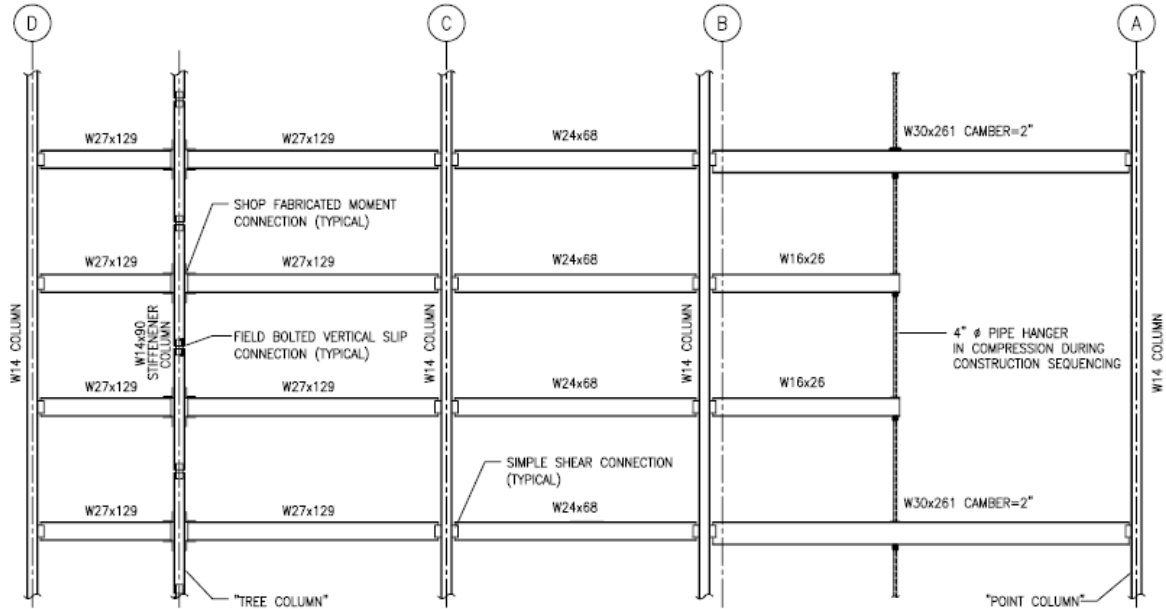 D
C
B
A
W27x129
W27x129
W24x68
W30x261 CAMBER=2"
SHOP FABRICATED MOMENT
CONNECTION (TYPICAL)
W27x129
W27x129
W24x68
W16x26
W14 COLUMN
W14x90
STIFFENENER
COLUMN
FIELD BOLTED VERTICAL SLIP
CONNECTION (TYPICAL)
W14 COLUMN
W14 COLUMN
4" ϕ PIPE HANGER
IN COMPRESSION DURING
CONSTRUCTION SEQUENCING
W14 COLUMN
W27x129
W27x129
W24x68
W16x26
SIMPLE SHEAR CONNECTION
(TYPICAL)
W27x129
W27x129
W24x68
W30x261 CAMBER=2"
"TREE COLUMN"
"POINT COLUMN"